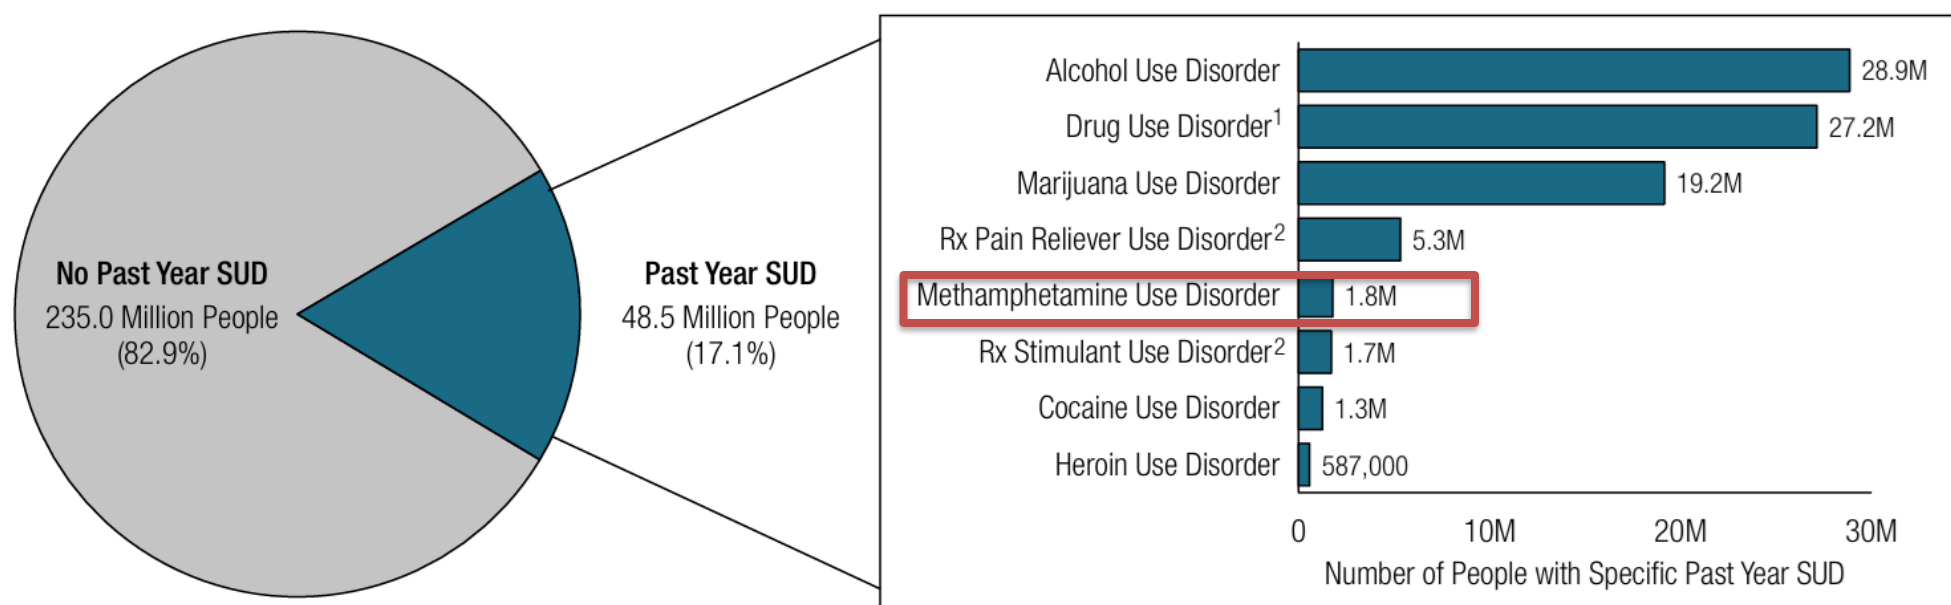 No Past Year SUD
235.0 Million People
(82.9%)
Past Year SUD
48.5 Million People
(17.1%)
Alcohol Use Disorder 28.9M
Drug Use Disorder1 27.2M
Marijuana Use Disorder 19.2M
Rx Pain Reliever Use Disorder2 5.3M
Methamphetamine Use Disorder 1.8M
Rx Stimulant Use Disorder2 1.7M
Cocaine Use Disorder 1.3M
Heroin Use Disorder 587,000
0 10M 20M 30M
Number of People with Specific Past Year SUD